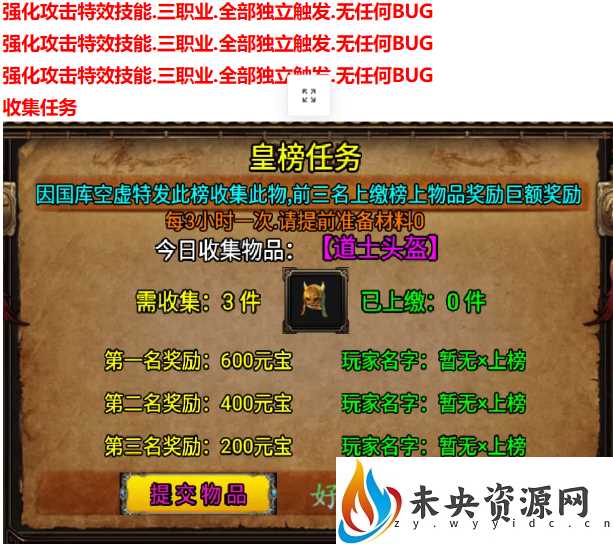 强化攻击特效技能.三职业.全部独立触发.无任何BUG
强化攻击特效技能.三职业.全部独立触发.无任何BUG
强化攻击特效技能.三职业.全部独立触发.无任何BUG
收集任务
皇榜任务
因国库空虚特发此榜收集此物,前三名上缴榜上物品奖励巨额奖励
每3小时一次.请提前准备材料0
今日收集物品：【道士头盔】
需收集：3件 已上缴：0件
第一名奖励：600元宝 玩家名字：暂无×上榜
第二名奖励：400元宝 玩家名字：暂无×上榜
第三名奖励：200元宝 玩家名字：暂无×上榜
提交物品 好
未央资源网
zy.wyyidc.cn